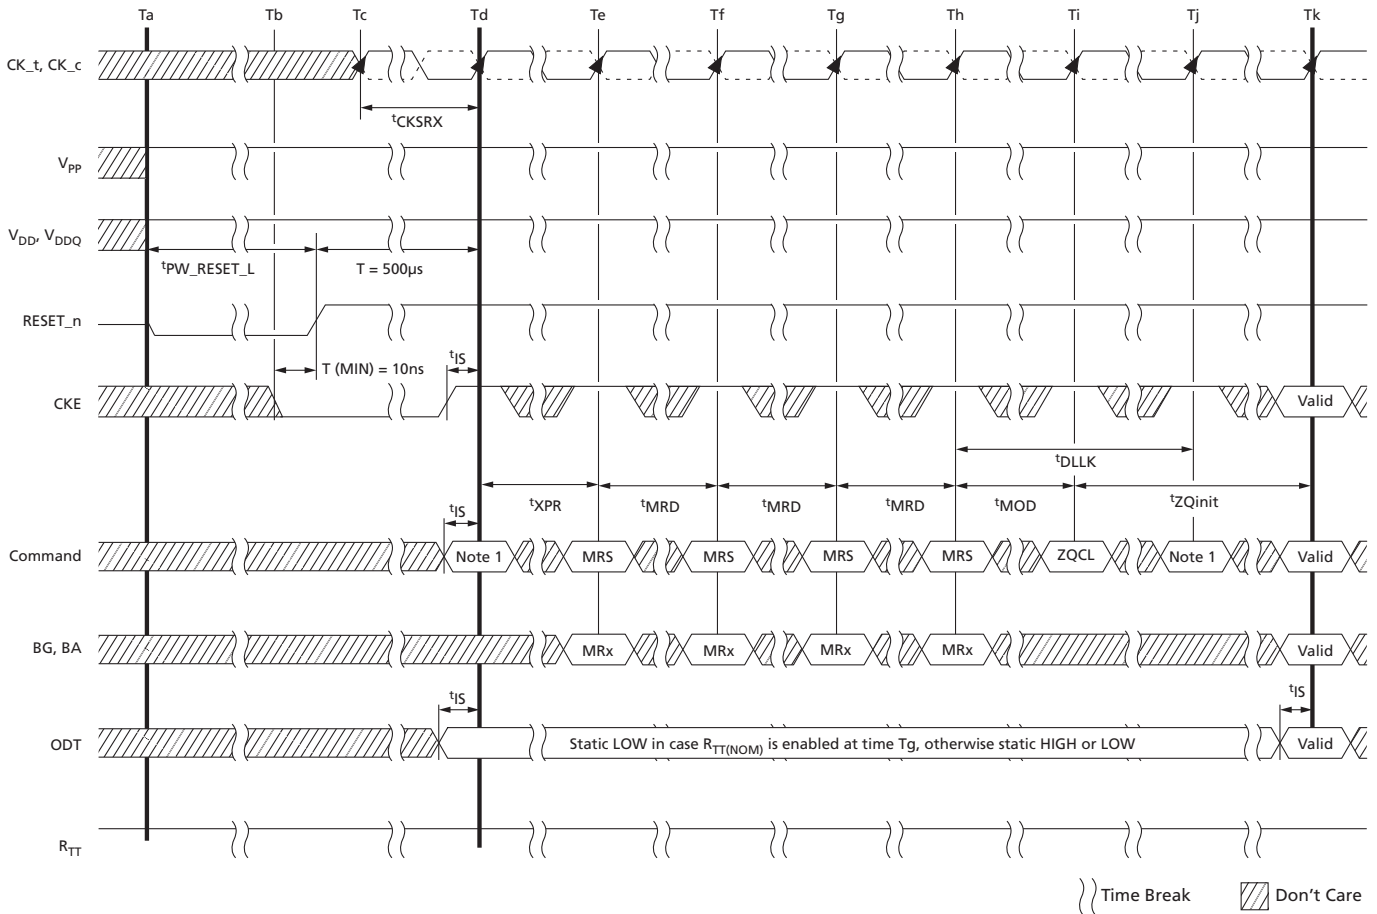 Ta Tb Tc Td Te Tf Tg Th Ti Tj Tk
CK_t, CK_c
tCKSRX
VPP
VDD, VDDQ
tPW_RESET_L T = 500µs
RESET_n
tIS
T (MIN) = 10ns
CKE Valid
tDLLK
tXPR tMRD tMRD tMRD tMOD tZQinit
tIS
Command Note 1 MRS MRS MRS MRS ZQCL Note 1 Valid
BG, BA MRx MRx MRx MRx Valid
tIS tIS
ODT Static LOW in case RTT(NOM) is enabled at time Tg, otherwise static HIGH or LOW Valid
RTT
Time Break Don't Care